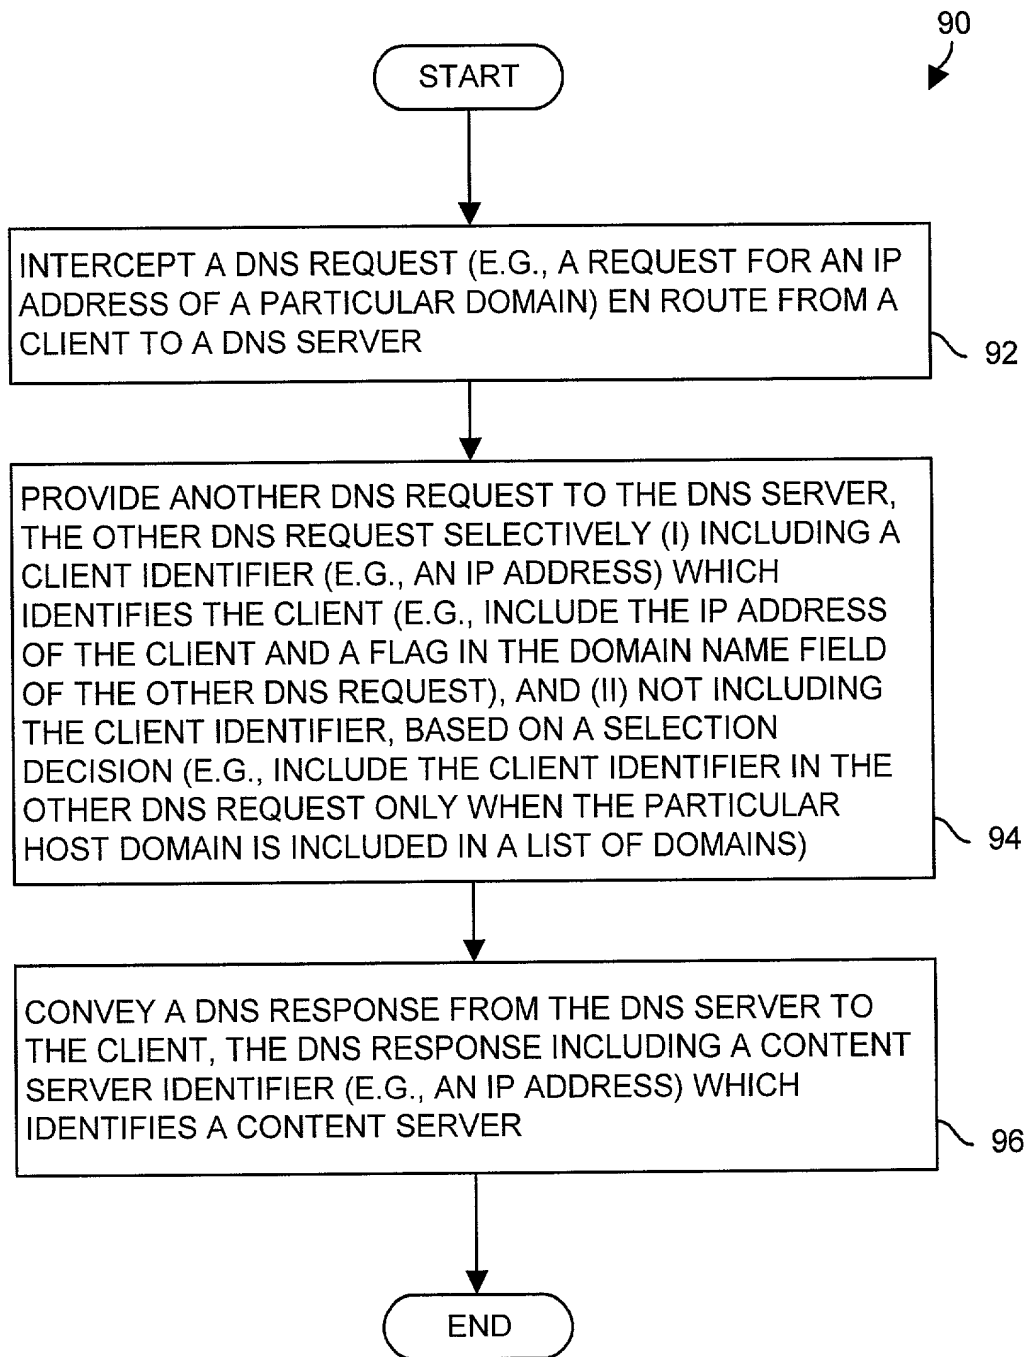 90
START
INTERCEPT A DNS REQUEST (E.G., A REQUEST FOR AN IP
ADDRESS OF A PARTICULAR DOMAIN) EN ROUTE FROM A
CLIENT TO A DNS SERVER
92
PROVIDE ANOTHER DNS REQUEST TO THE DNS SERVER,
THE OTHER DNS REQUEST SELECTIVELY (I) INCLUDING A
CLIENT IDENTIFIER (E.G., AN IP ADDRESS) WHICH
IDENTIFIES THE CLIENT (E.G., INCLUDE THE IP ADDRESS
OF THE CLIENT AND A FLAG IN THE DOMAIN NAME FIELD
OF THE OTHER DNS REQUEST), AND (II) NOT INCLUDING
THE CLIENT IDENTIFIER, BASED ON A SELECTION
DECISION (E.G., INCLUDE THE CLIENT IDENTIFIER IN THE
OTHER DNS REQUEST ONLY WHEN THE PARTICULAR
HOST DOMAIN IS INCLUDED IN A LIST OF DOMAINS)
94
CONVEY A DNS RESPONSE FROM THE DNS SERVER TO
THE CLIENT, THE DNS RESPONSE INCLUDING A CONTENT
SERVER IDENTIFIER (E.G., AN IP ADDRESS) WHICH
IDENTIFIES A CONTENT SERVER
96
END